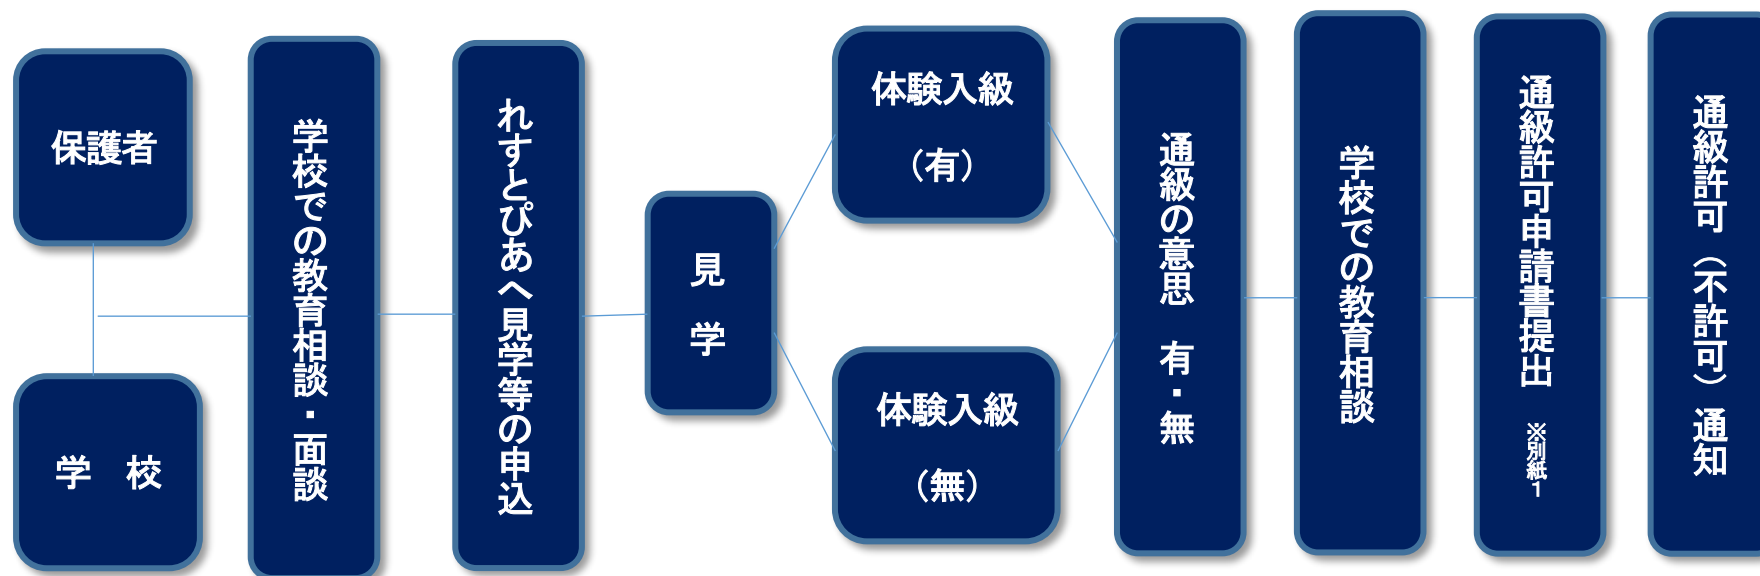 保護者
学　校
学校での教育相談・面談
れすとぴあへ見学等の申込
見
学
体験入級
（有）
体験入級
（無）
通級の意思　有・無
学校での教育相談
通級許可申請書提出　※別紙１
通級許可（不許可）通知